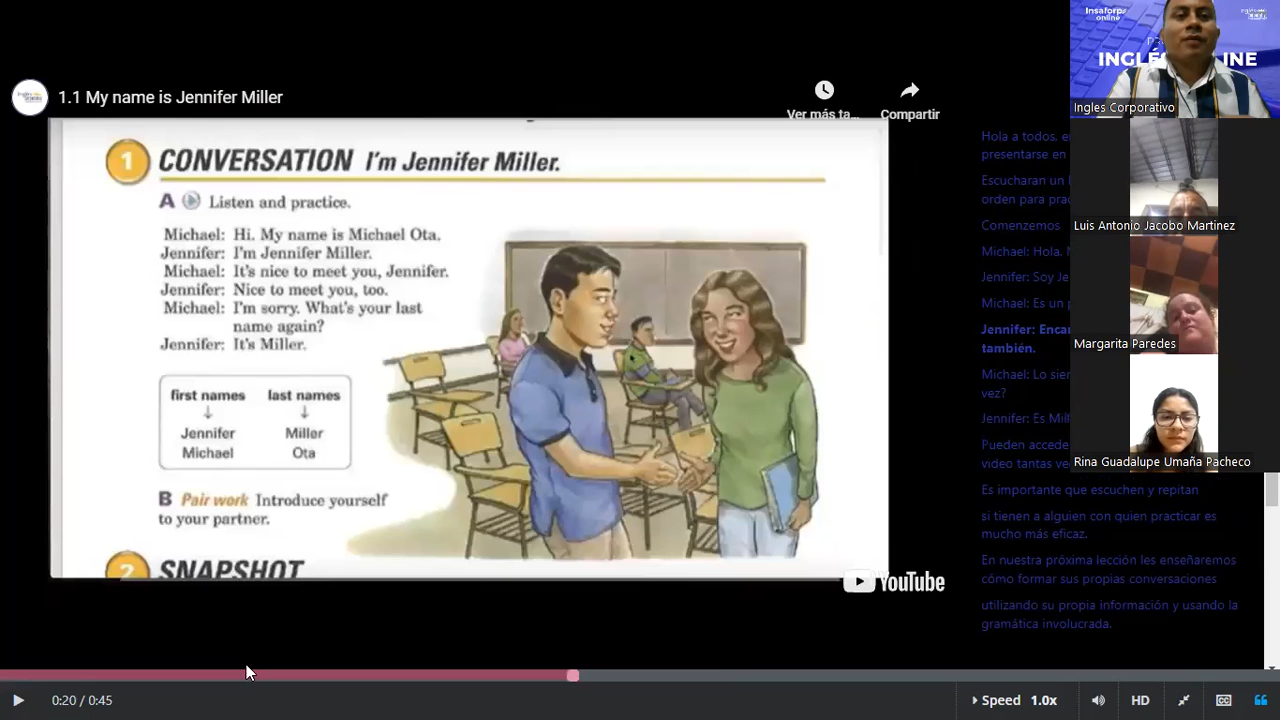 1.1 My name is Jennifer Miller
Ver más ta...
Compartir
1 CONVERSATION I'm Jennifer Miller.
A Listen and practice.
Michael: Hi. My name is Michael Ota.
Jennifer: I'm Jennifer Miller.
Michael: It's nice to meet you, Jennifer.
Jennifer: Nice to meet you, too.
Michael: I'm sorry. What's your last
name again?
Jennifer: It's Miller.
first names last names
↓ ↓
Jennifer Miller
Michael Ota
B Pair work Introduce yourself
to your partner.
2 SNAPSHOT
YouTube
Hola a todos,
presentarse en
Escucharan un
orden para
Comenzemos
Michael: Hola.
Jennifer: Soy
Michael: Es un
Jennifer:
también.
Michael: Lo
vez?
Jennifer: Es
Pueden
video tantas
Es importante que escuchen y repitan
si tienen a alguien con quien practicar es
mucho más eficaz.
En nuestra próxima lección les enseñaremos
cómo formar sus propias conversaciones
utilizando su propia información y usando la
gramática involucrada.
Insaforp
online
Ingles Corporativo
Luis Antonio Jacobo Martinez
Margarita Paredes
Rina Guadalupe Umaña Pacheco
0:20 / 0:45
Speed 1.0x
HD
CC